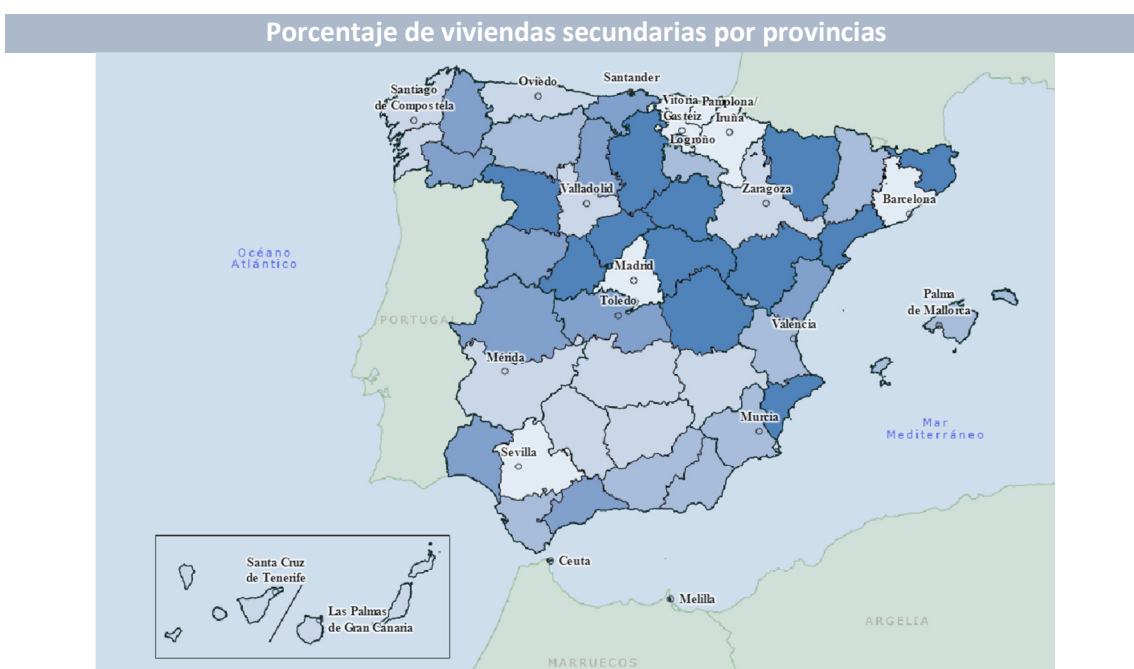 Porcentaje de viviendas secundarias por provincias
Santiago
de Compostela
Oviedo
Santander
Vitoria
Gasteiz
Pamplona/
Iruña
Logroño
Valladolid
Zaragoza
Barcelona
Océano
Atlántico
Madrid
Toledo
PORTUGAL
Palma
de Mallorca
València
Mérida
Murcia
Mar
Mediterráneo
Sevilla
Santa Cruz
de Tenerife
Las Palmas
de Gran Canaria
Ceuta
Melilla
ARGELIA
MARRUECOS